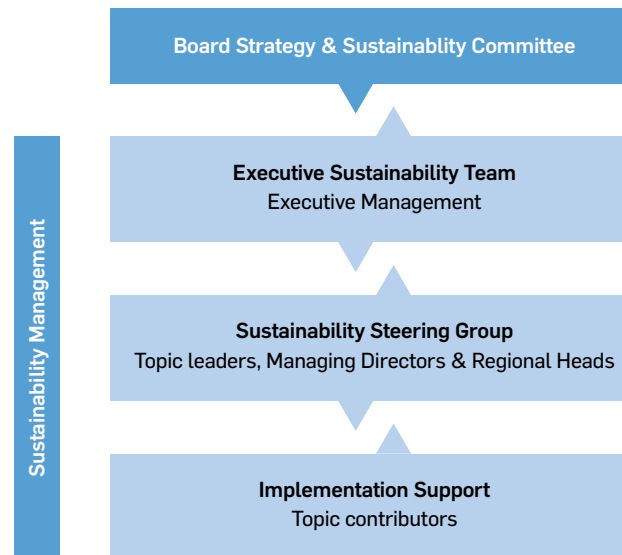 Board Strategy & Sustainablity Committee
Sustainability Management
Executive Sustainability Team
Executive Management
Sustainability Steering Group
Topic leaders, Managing Directors & Regional Heads
Implementation Support
Topic contributors